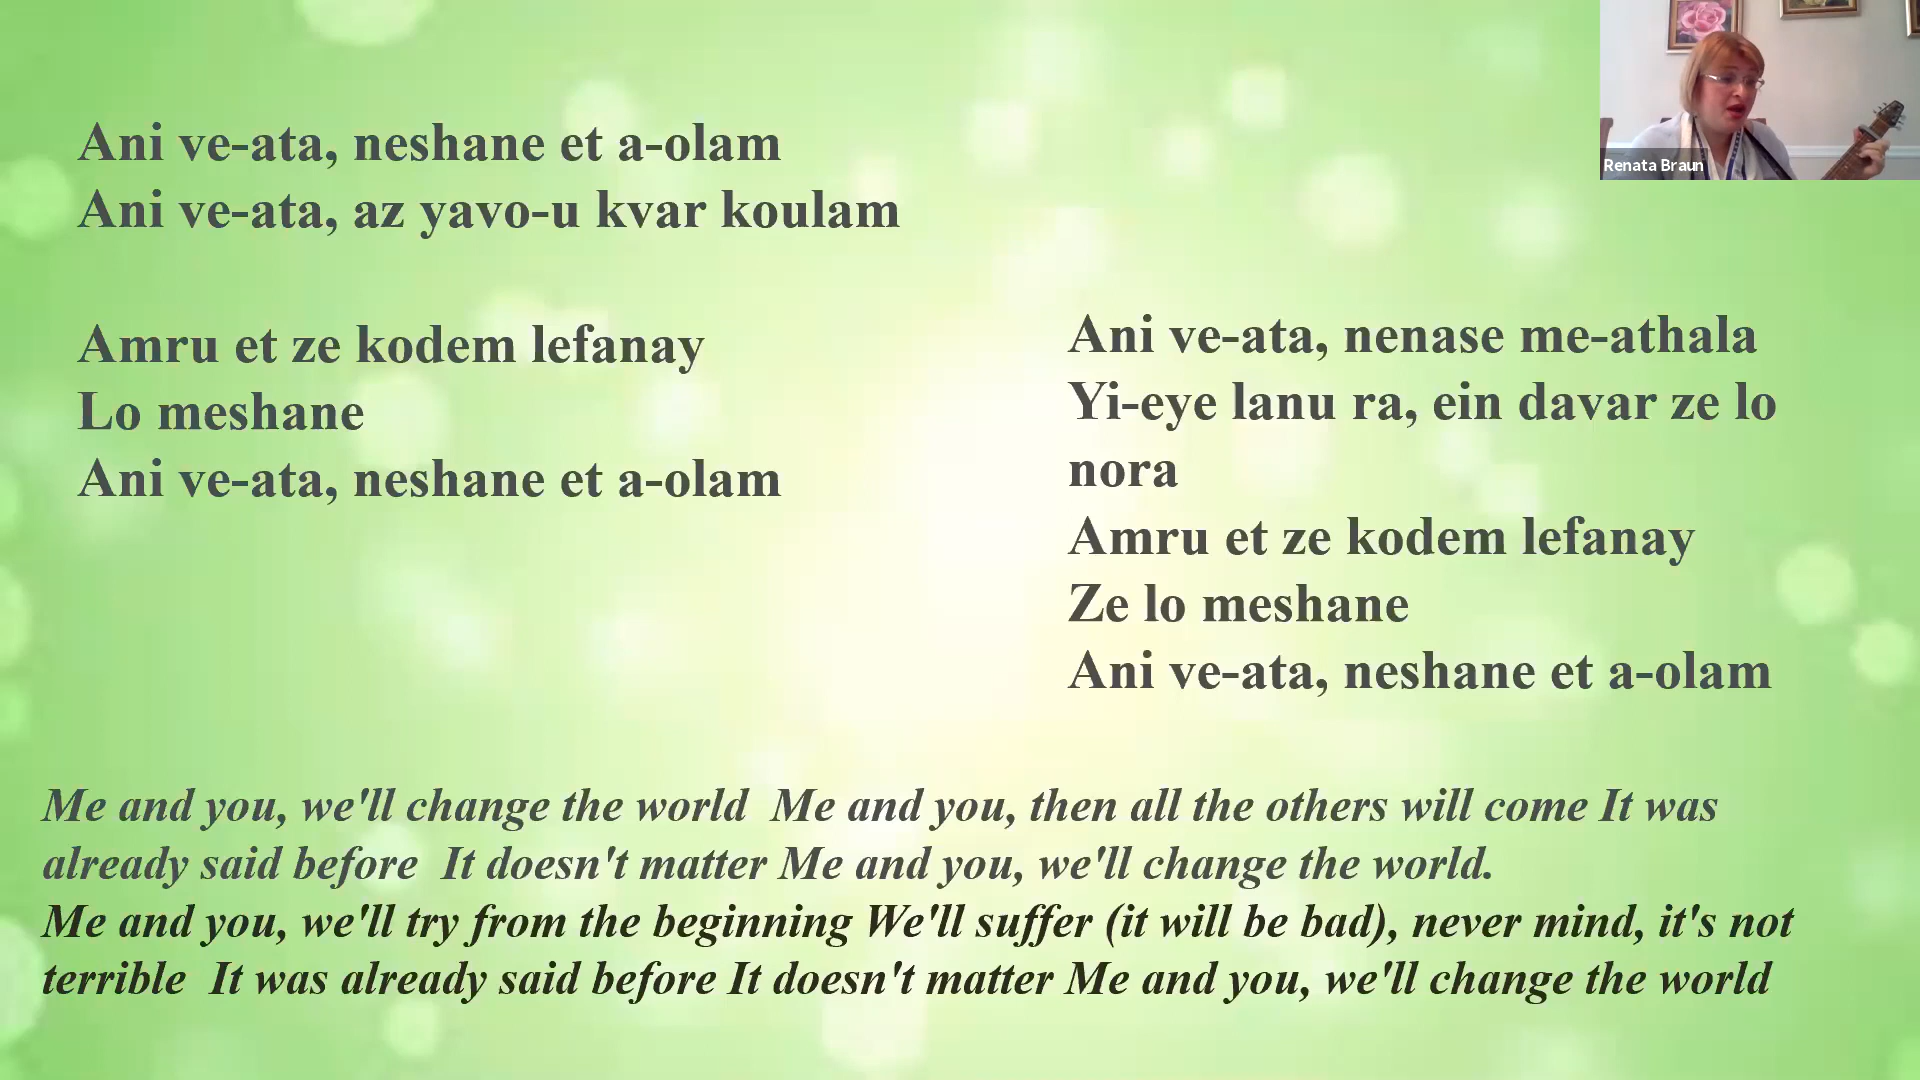 Ani ve-ata, neshane et a-olam
Ani ve-ata, az yavo-u kvar koulam
Amru et ze kodem lefanay
Lo meshane
Ani ve-ata, neshane et a-olam
Ani ve-ata, nenase me-athala
Yi-eye lanu ra, ein davar ze lo
nora
Amru et ze kodem lefanay
Ze lo meshane
Ani ve-ata, neshane et a-olam
Me and you, we'll change the world  Me and you, then all the others will come It was
already said before  It doesn't matter Me and you, we'll change the world.
Me and you, we'll try from the beginning We'll suffer (it will be bad), never mind, it's not
terrible  It was already said before It doesn't matter Me and you, we'll change the world
Renata Braun